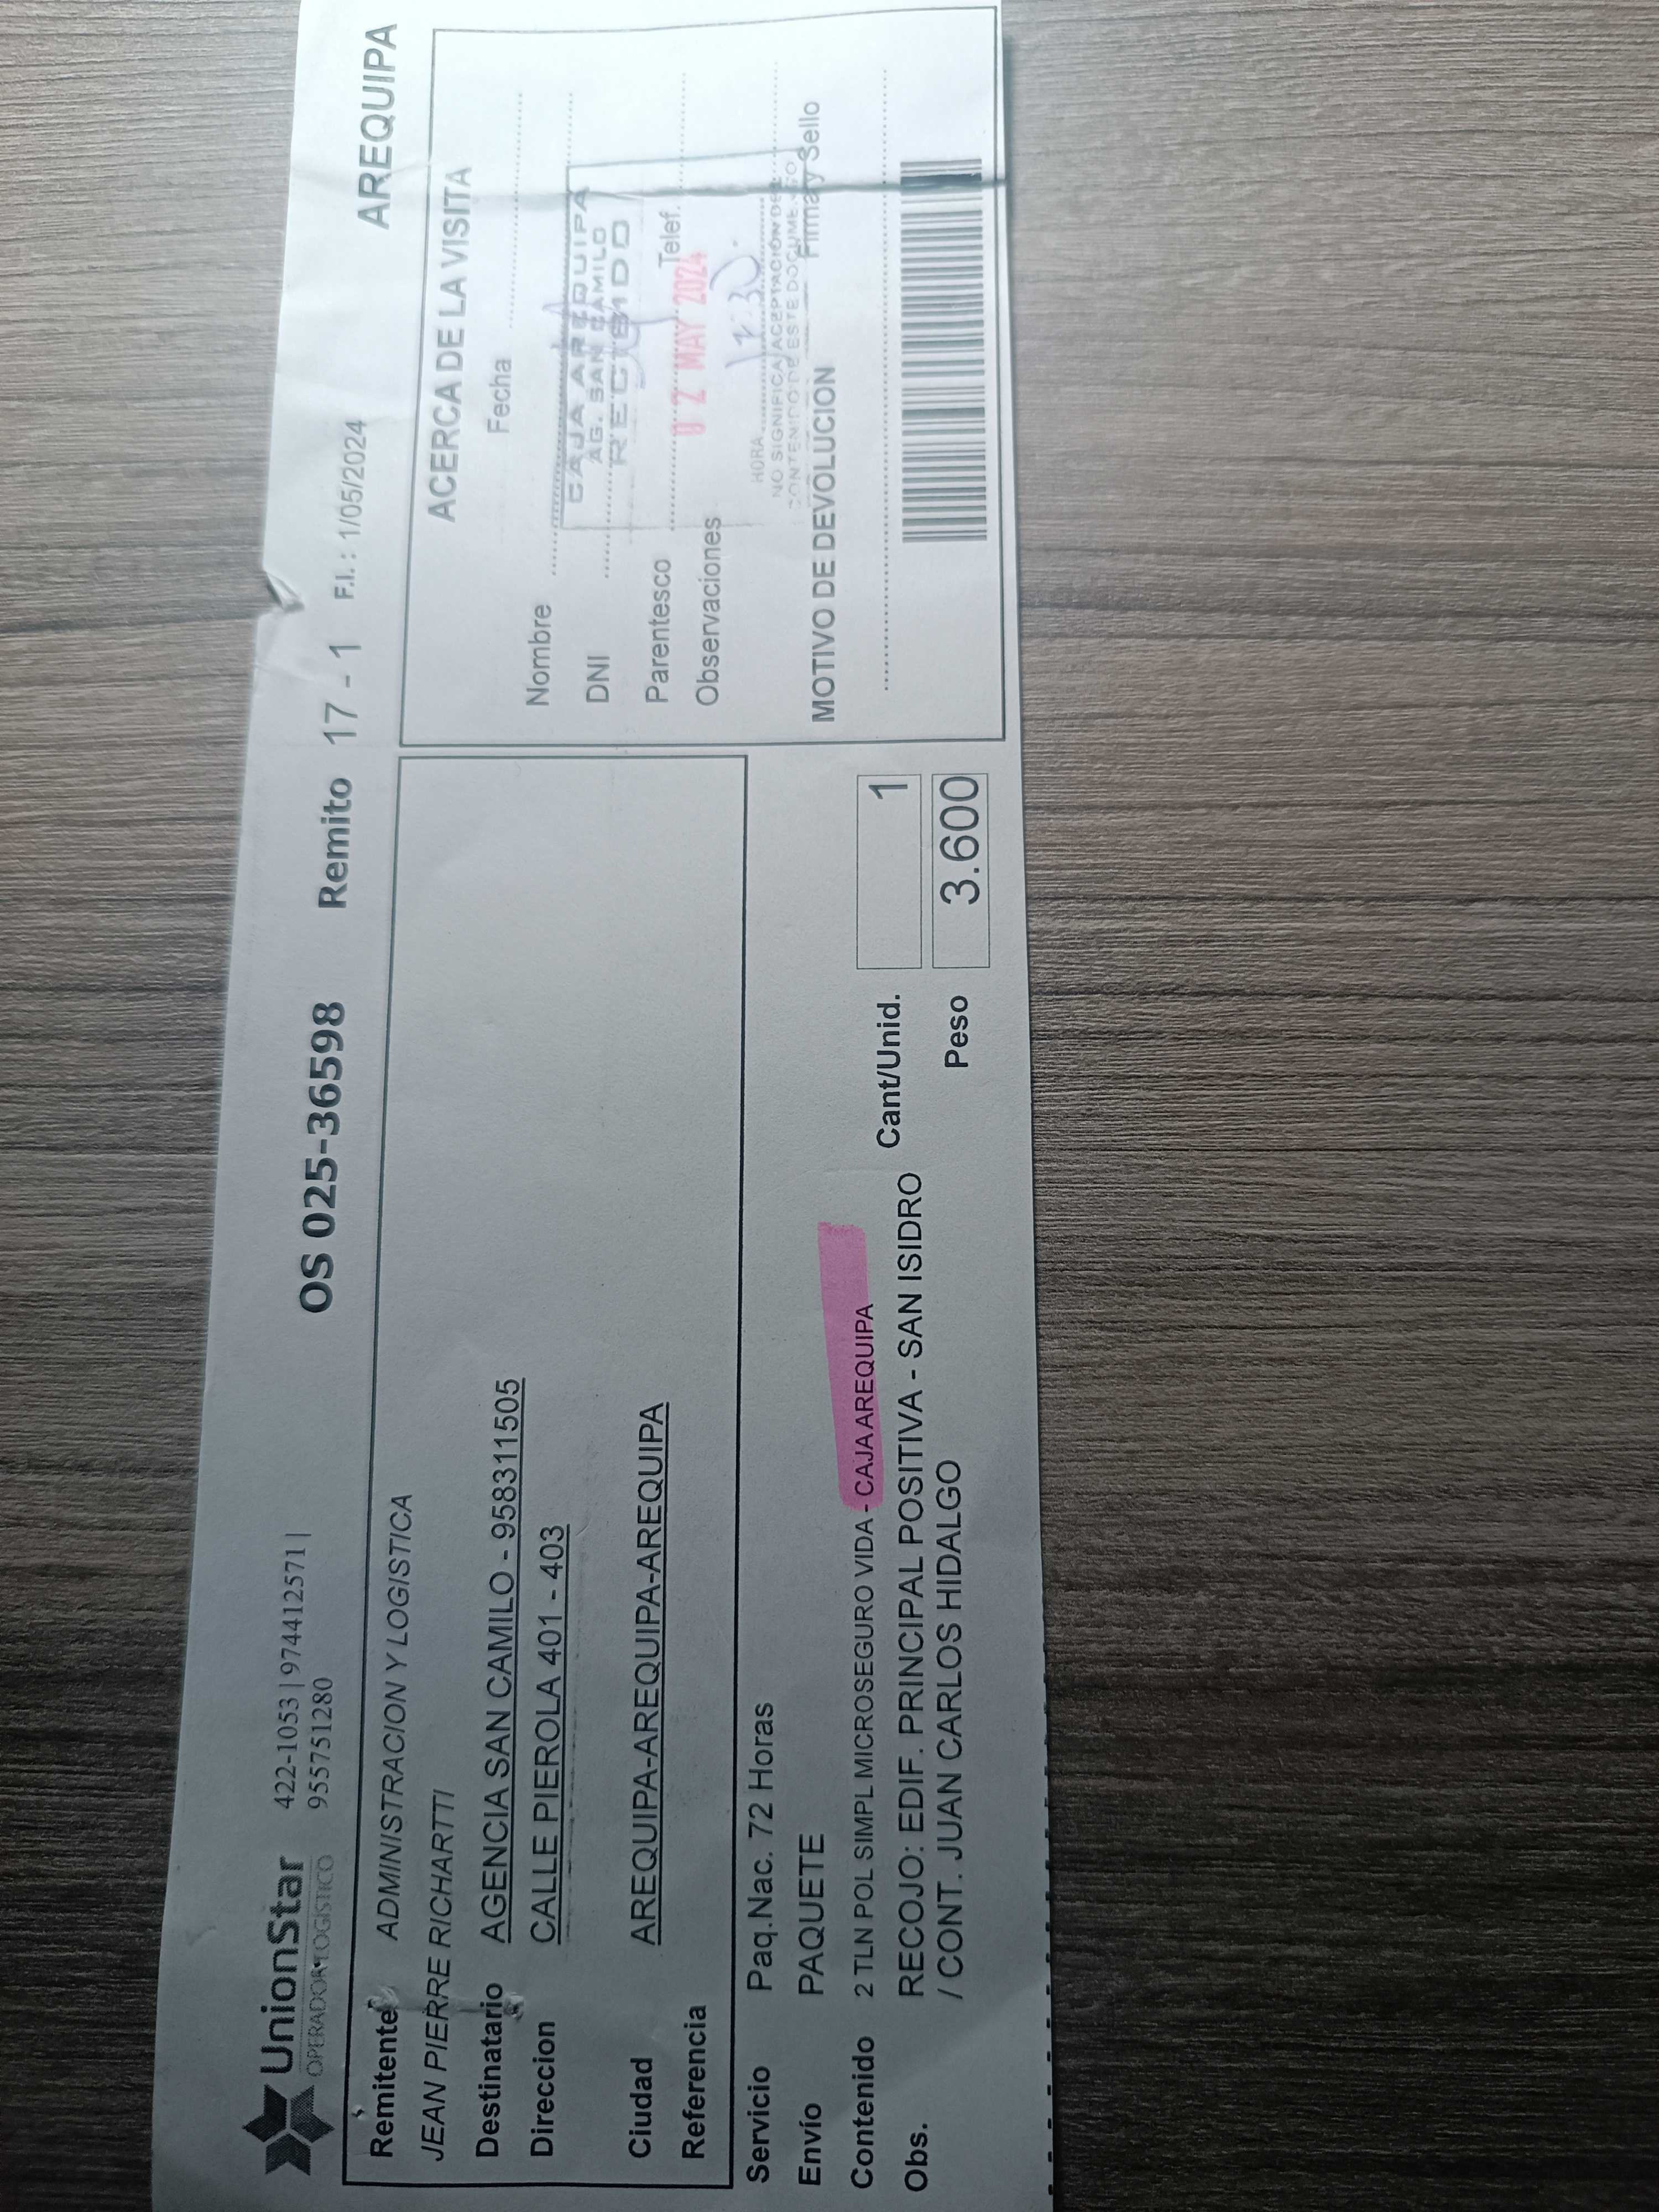 UnionStar
OPERADOR LOGÍSTICO
422-1053 | 974412571 |
955751280
OS 025-36598
Remito 17 - 1
F.I. : 1/05/2024
AREQUIPA
Remitente ADMINISTRACION Y LOGISTICA
JEAN PIERRE RICHARTTI
Destinatario AGENCIA SAN CAMILO - 958311505
Direccion CALLE PIEROLA 401 - 403
Ciudad AREQUIPA-AREQUIPA-AREQUIPA
Referencia
Servicio Paq.Nac. 72 Horas
Envío PAQUETE
Contenido 2 TLN POL SIMPL MICROSEGURO VIDA - CAJA AREQUIPA
Obs. RECOJO: EDIF. PRINCIPAL POSITIVA - SAN ISIDRO
/ CONT. JUAN CARLOS HIDALGO
Cant/Unid. 1
Peso 3.600
ACERCA DE LA VISITA
Fecha
Nombre
DNI
Parentesco
Telef.
Observaciones
CAJA AREQUIPA
AG. SAN CAMILO
RECIBIDO
02 MAY 2024
HORA
NO SIGNIFICA ACEPTACIÓN DEL
CONTENIDO DE ESTE DOCUMENTO
Firma y Sello
MOTIVO DE DEVOLUCION